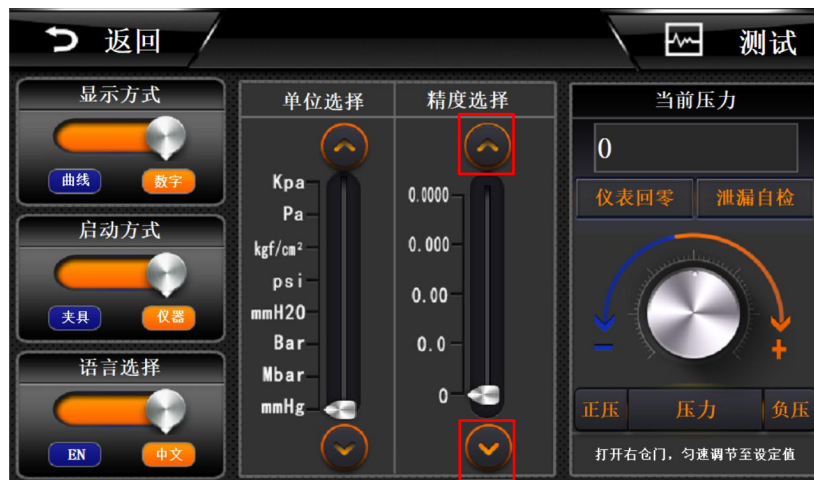 返回
测试
显示方式
曲线
数字
启动方式
夹具
仪器
语言选择
EN
中文
单位选择
Kpa
Pa
kgf/cm²
psi
mmH2O
Bar
Mbar
mmHg
精度选择
0.0000
0.000
0.00
0.0
0
当前压力
0
仪表回零
泄漏自检
−
+
正压
压力
负压
打开右仓门，匀速调节至设定值